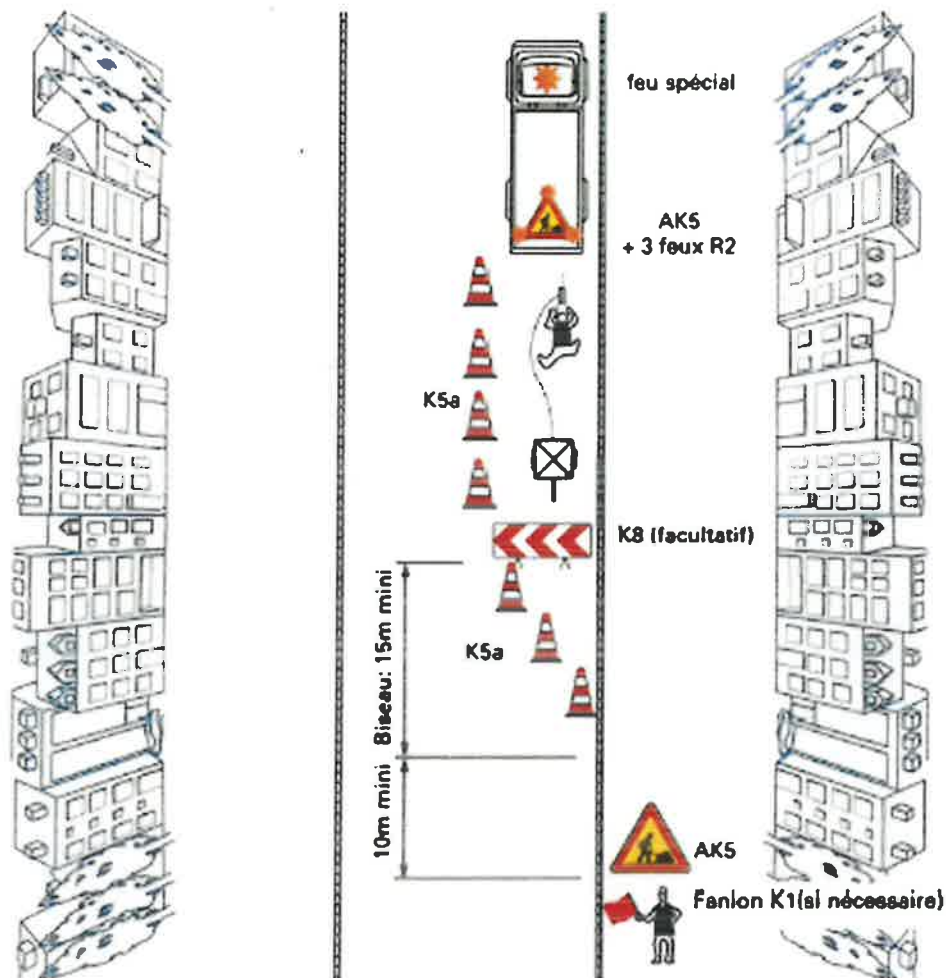 feu spécial
AK5
+ 3 feux R2
K5a
K8 (facultatif)
Biseau: 15m mini
K5a
10m mini
AK5
Fanion K1(si nécessaire)